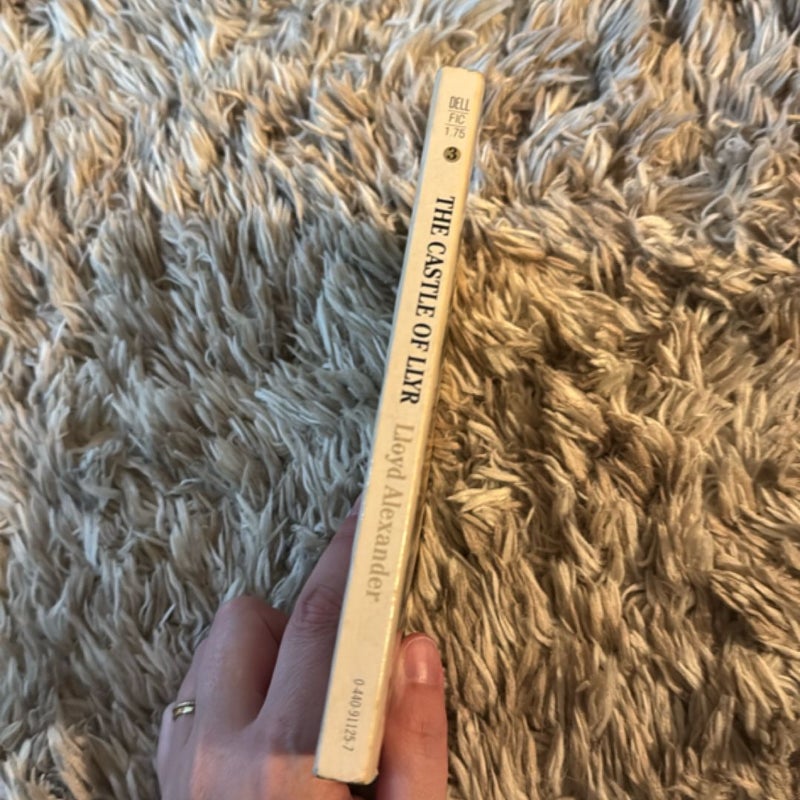 DELL
FIC
1.75
3
THE CASTLE OF LLYR
Lloyd Alexander
0·440·91125·7